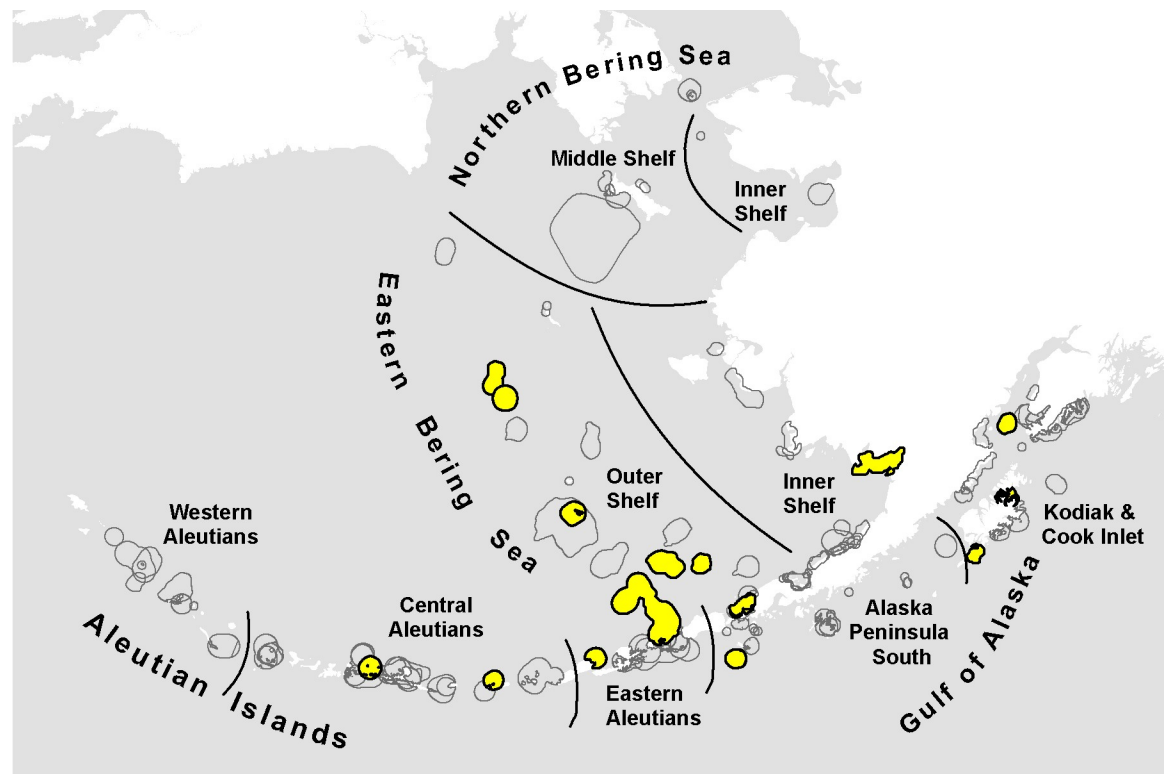 Northern Bering Sea
Middle Shelf
Inner
Shelf
Eastern Bering Sea
Outer
Shelf
Inner
Shelf
Western
Aleutians
Kodiak &
Cook Inlet
Central
Aleutians
Alaska
Peninsula
South
Eastern
Aleutians
Aleutian Islands
Gulf of Alaska